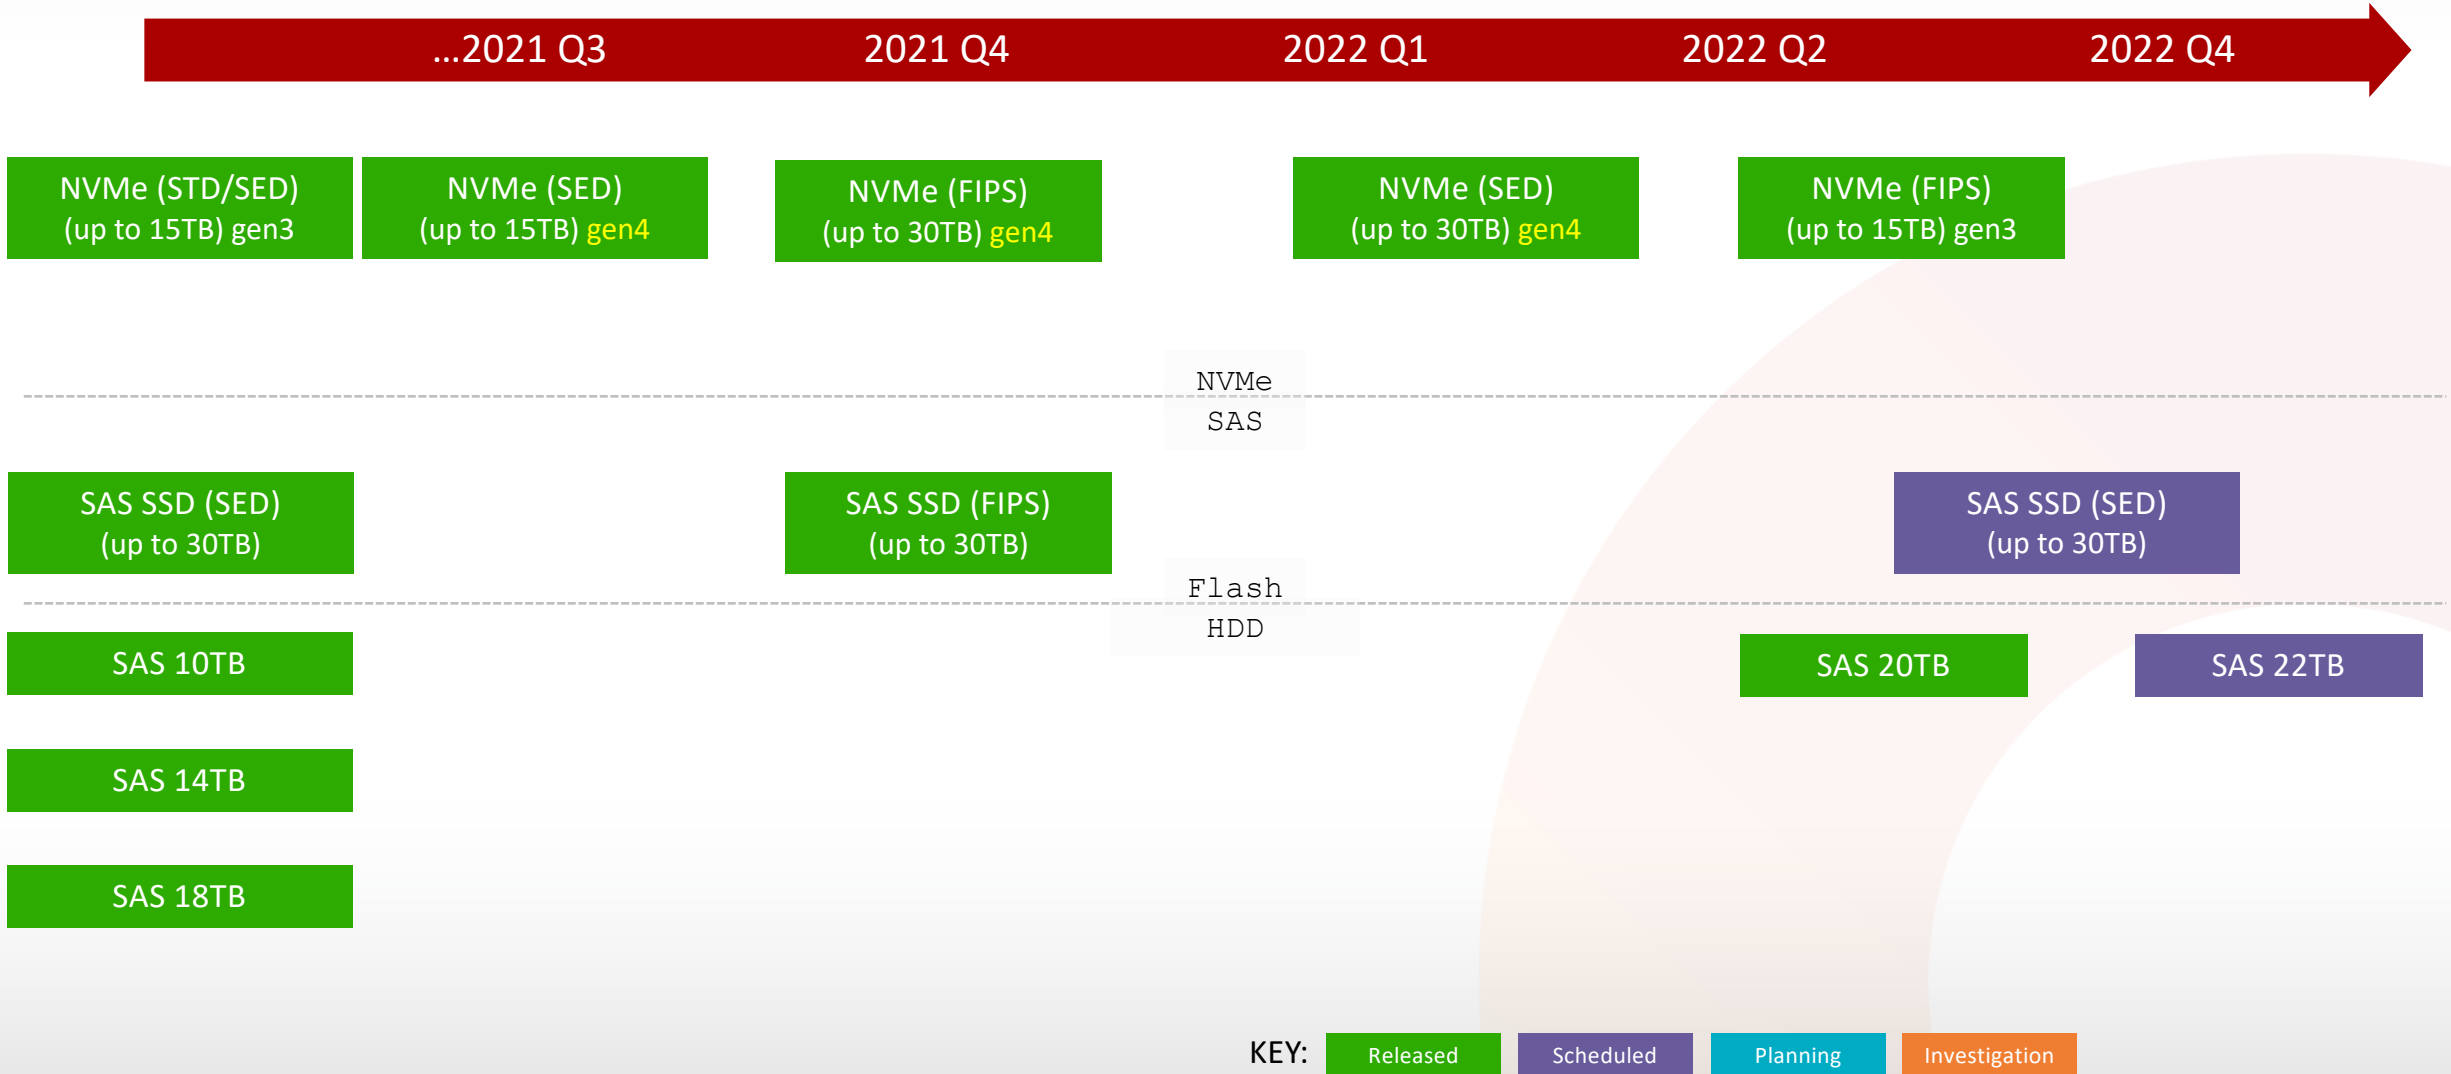 ...2021 Q3
2021 Q4
2022 Q1
2022 Q2
2022 Q4
NVMe (STD/SED)
(up to 15TB) gen3
NVMe (SED)
(up to 15TB) gen4
NVMe (FIPS)
(up to 30TB) gen4
NVMe (SED)
(up to 30TB) gen4
NVMe (FIPS)
(up to 15TB) gen3
NVMe
SAS
SAS SSD (SED)
(up to 30TB)
SAS SSD (FIPS)
(up to 30TB)
SAS SSD (SED)
(up to 30TB)
Flash
HDD
SAS 10TB
SAS 20TB
SAS 22TB
SAS 14TB
SAS 18TB
KEY:
Released
Scheduled
Planning
Investigation